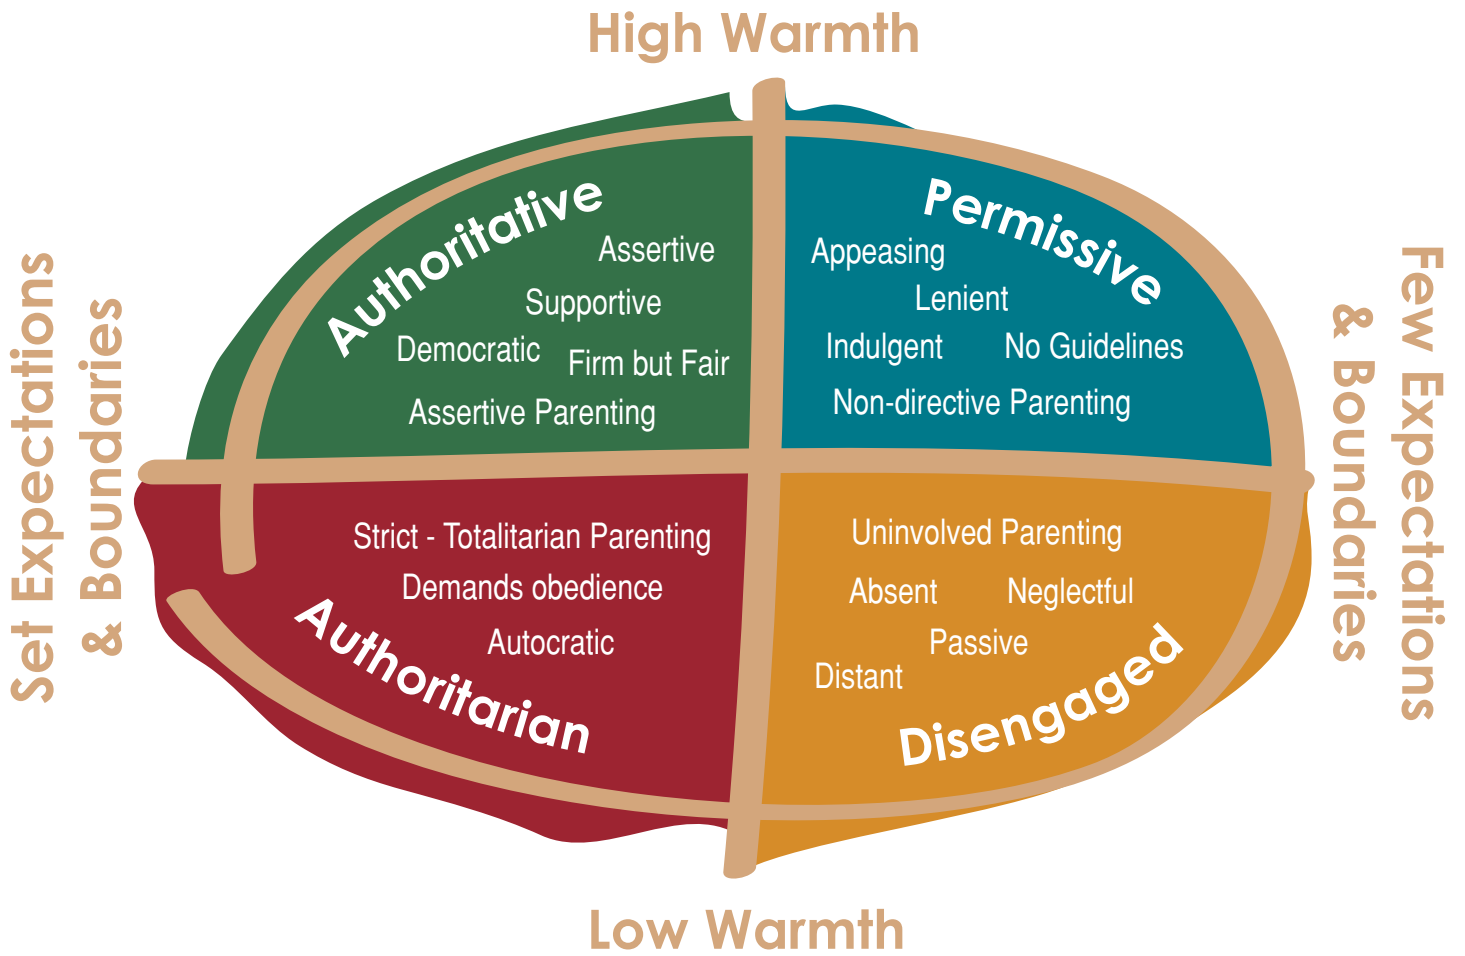 High Warmth
Set Expectations
& Boundaries
Authoritative
Assertive
Supportive
Democratic
Firm but Fair
Assertive Parenting
Permissive
Appeasing
Lenient
Indulgent
No Guidelines
Non-directive Parenting
Few Expectations
& Boundaries
Strict - Totalitarian Parenting
Demands obedience
Autocratic
Authoritarian
Uninvolved Parenting
Absent
Neglectful
Passive
Distant
Disengaged
Low Warmth